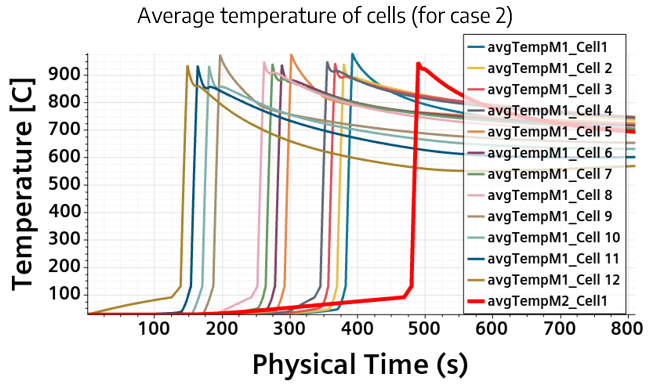 Average temperature of cells (for case 2)
Temperature [C]
900
800
700
600
500
400
300
200
100
avgTempM1_Cell1
avgTempM1_Cell 2
avgTempM1_Cell 3
avgTempM1_Cell 4
avgTempM1_Cell 5
avgTempM1_Cell 6
avgTempM1_Cell 7
avgTempM1_Cell 8
avgTempM1_Cell 9
avgTempM1_Cell 10
avgTempM1_Cell 11
avgTempM1_Cell 12
avgTempM2_Cell1
100 200 300 400 500 600 700 800
Physical Time (s)